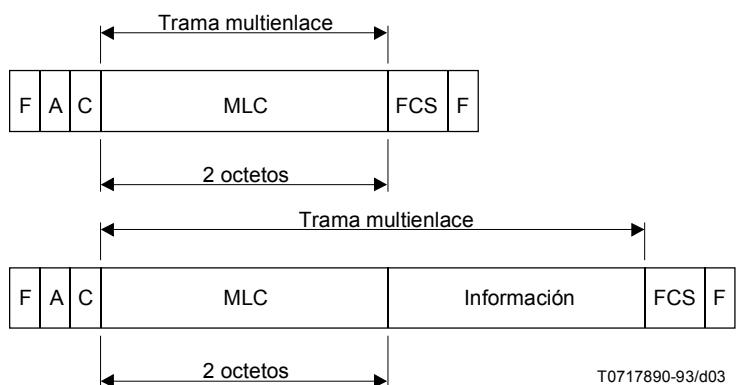 Trama multienlace
F A C MLC FCS F
2 octetos
Trama multienlace
F A C MLC Información FCS F
2 octetos
T0717890-93/d03